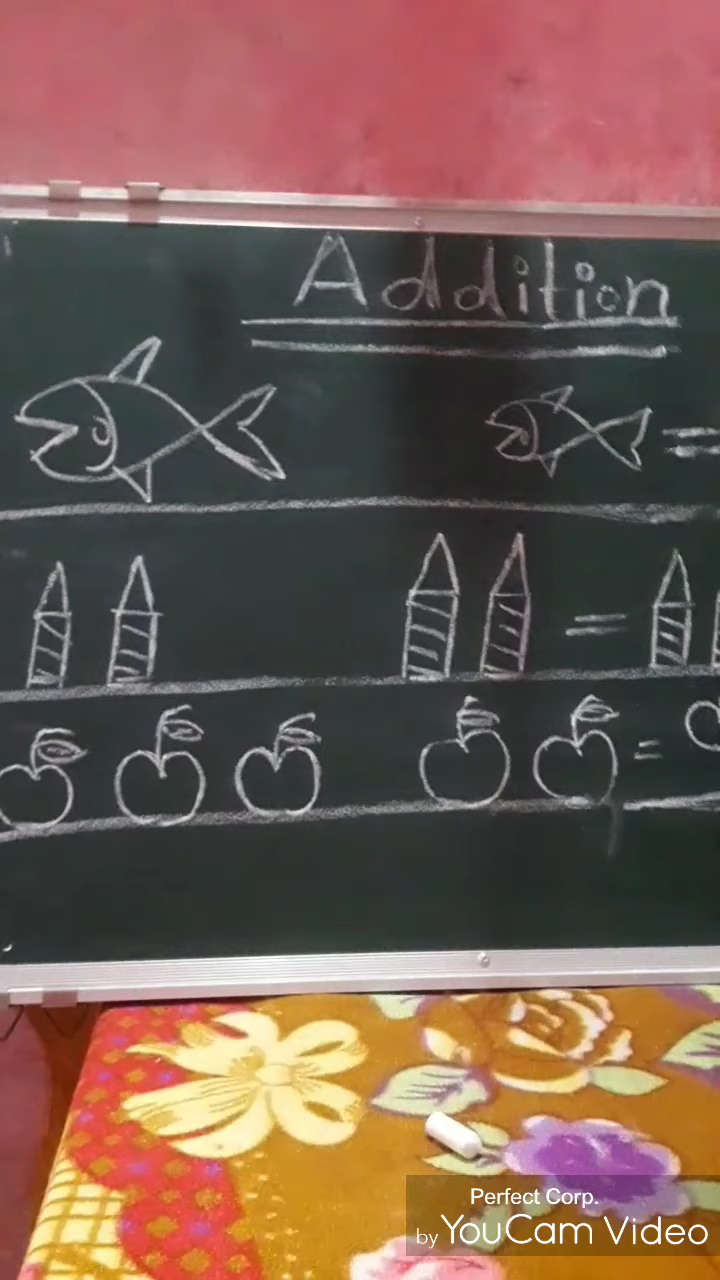 Addition
=
=
=
Perfect Corp.
by YouCam Video